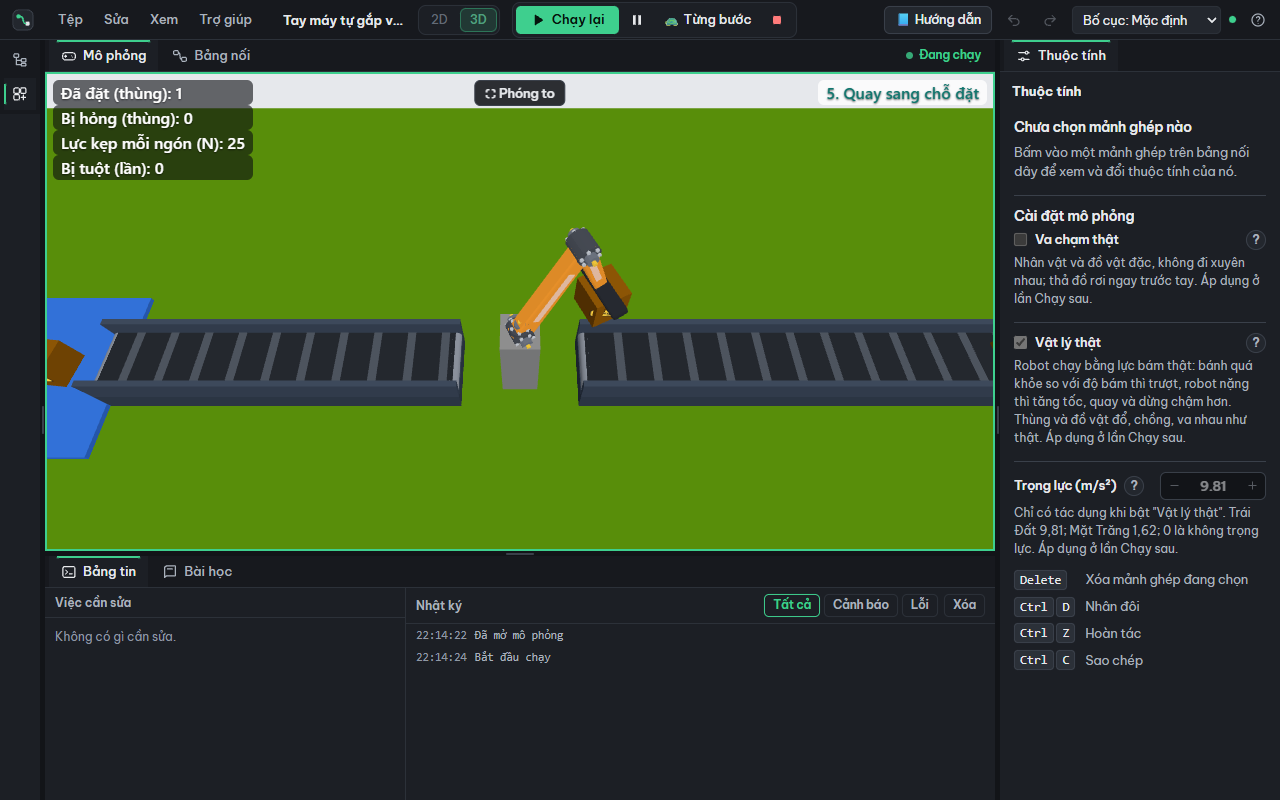 Tệp Sửa Xem Trợ giúp Tay máy tự gắp v... 2D 3D Chạy lại Từng bước Hướng dẫn Bố cục: Mặc định
Mô phỏng Bảng nối Đang chạy Thuộc tính
Đã đặt (thùng): 1
Bị hỏng (thùng): 0
Lực kẹp mỗi ngón (N): 25
Bị tuột (lần): 0
Phóng to
5. Quay sang chỗ đặt
Thuộc tính
Chưa chọn mảnh ghép nào
Bấm vào một mảnh ghép trên bảng nối
dây để xem và đổi thuộc tính của nó.
Cài đặt mô phỏng
Va chạm thật ?
Nhân vật và đồ vật đặc, không đi xuyên
nhau; thả đồ rơi ngay trước tay. Áp dụng ở
lần Chạy sau.
Vật lý thật ?
Robot chạy bằng lực bám thật: bánh quá
khỏe so với độ bám thì trượt, robot nặng
thì tăng tốc, quay và dừng chậm hơn.
Thùng và đồ vật đổ, chồng, va nhau như
thật. Áp dụng ở lần Chạy sau.
Trọng lực (m/s²) ? − 9.81 +
Chỉ có tác dụng khi bật "Vật lý thật". Trái
Đất 9,81; Mặt Trăng 1,62; 0 là không trọng
lực. Áp dụng ở lần Chạy sau.
Delete Xóa mảnh ghép đang chọn
Ctrl D Nhân đôi
Ctrl Z Hoàn tác
Ctrl C Sao chép
Bảng tin Bài học
Việc cần sửa
Không có gì cần sửa.
Nhật ký Tất cả Cảnh báo Lỗi Xóa
22:14:22 Đã mở mô phỏng
22:14:24 Bắt đầu chạy